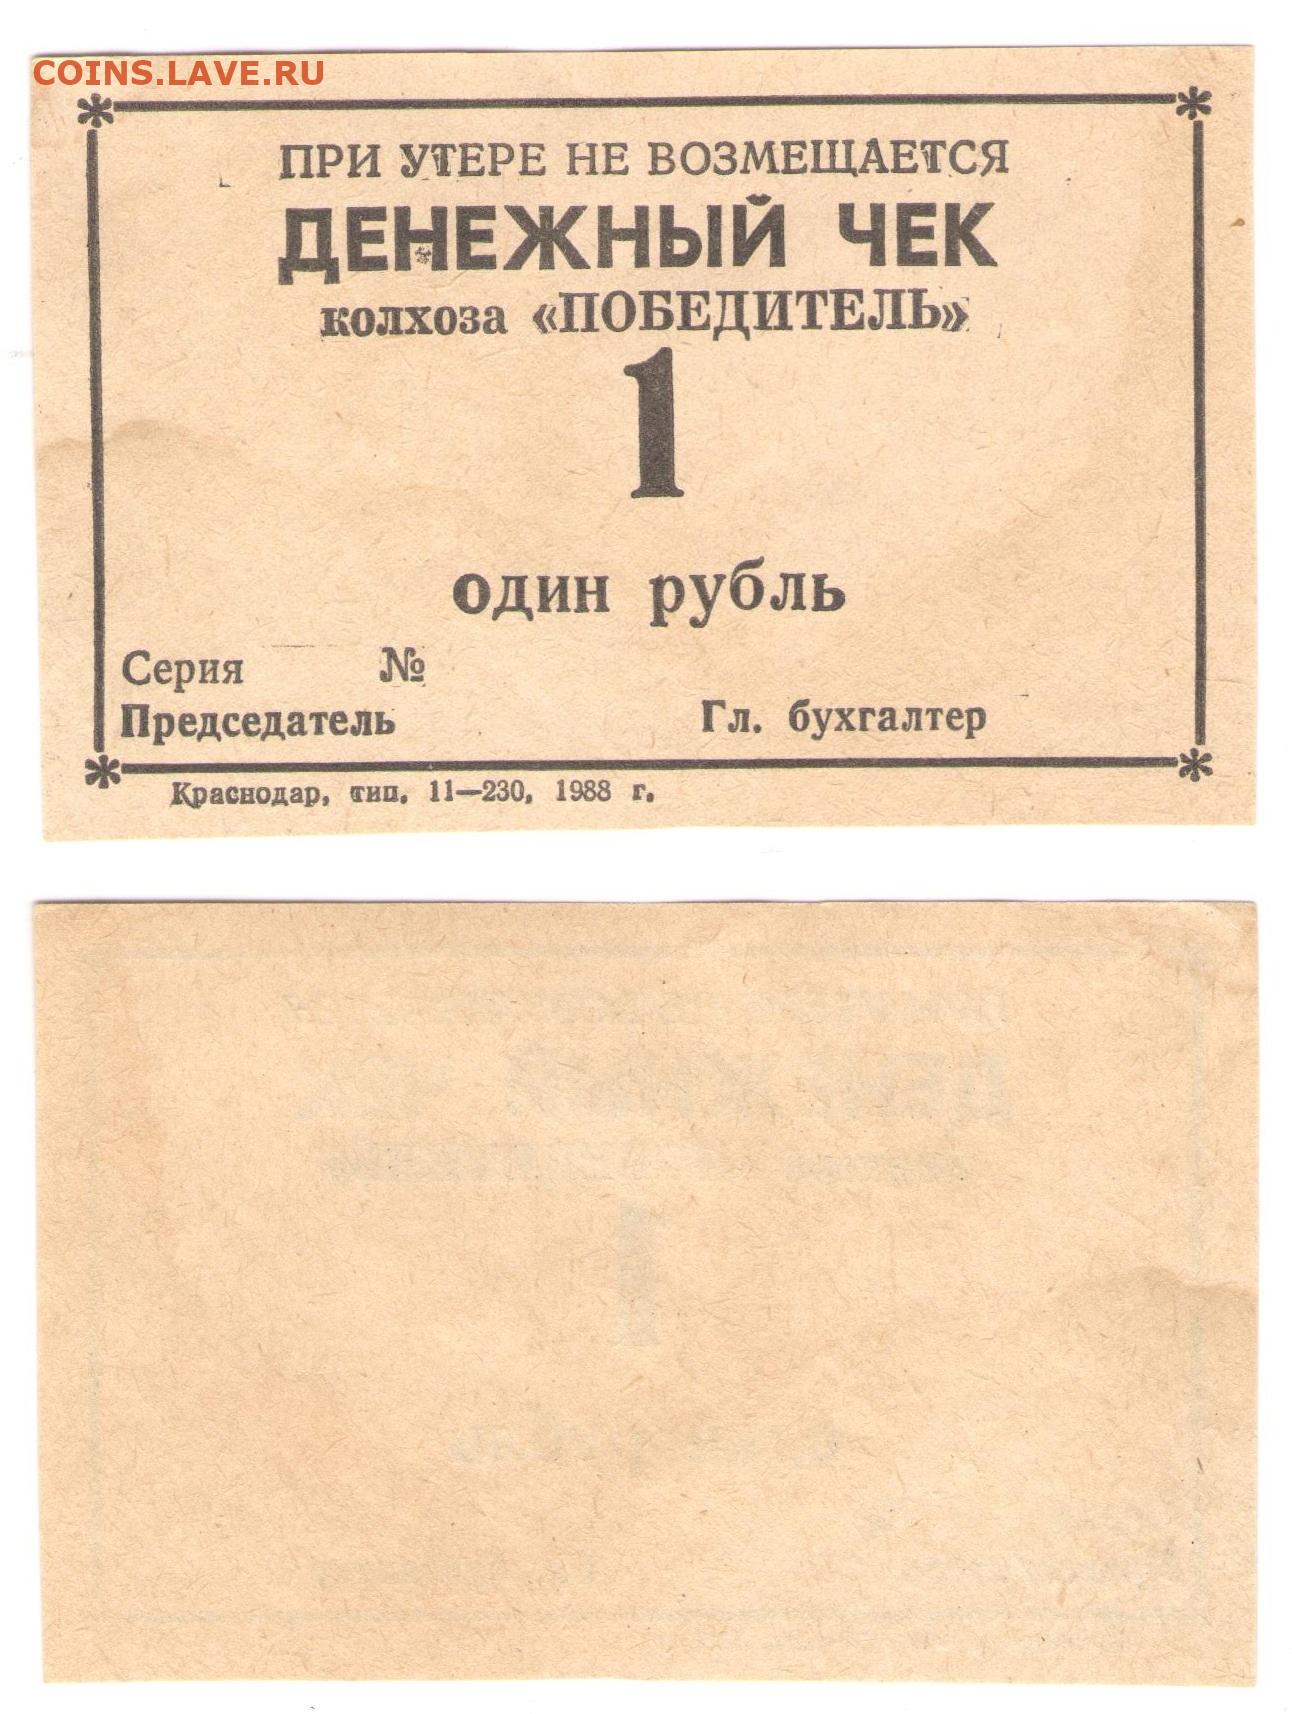 COINS.LAVE.RU
ПРИ УТЕРЕ НЕ ВОЗМЕЩАЕТСЯ
ДЕНЕЖНЫЙ ЧЕК
колхоза «ПОБЕДИТЕЛЬ»
1
один рубль
Серия №
Председатель Гл. бухгалтер
Краснодар, тип. 11—230, 1988 г.